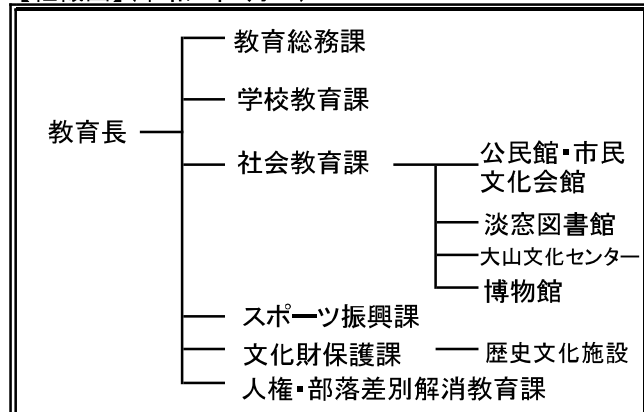 教育総務課
学校教育課
教育長
社会教育課
公民館・市民
文化会館
淡窓図書館
大山文化センター
博物館
スポーツ振興課
文化財保護課
歴史文化施設
人権・部落差別解消教育課